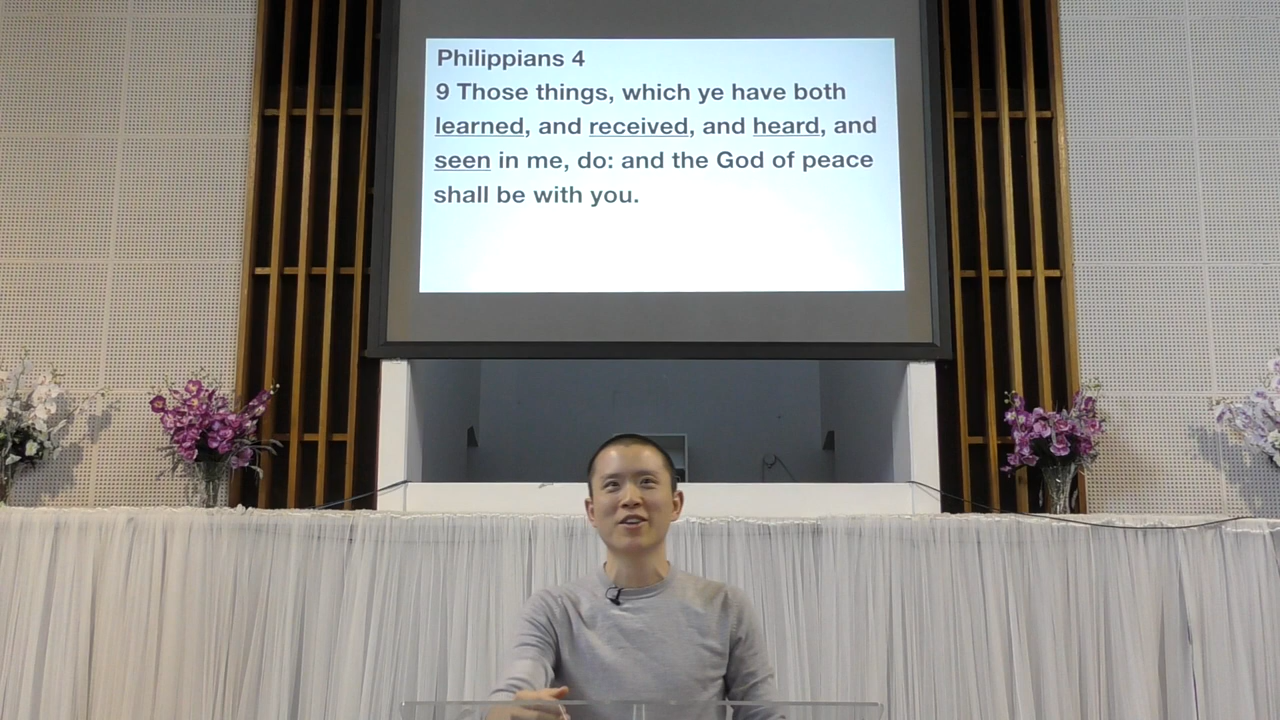 Philippians 4
9 Those things, which ye have both
learned, and received, and heard, and
seen in me, do: and the God of peace
shall be with you.